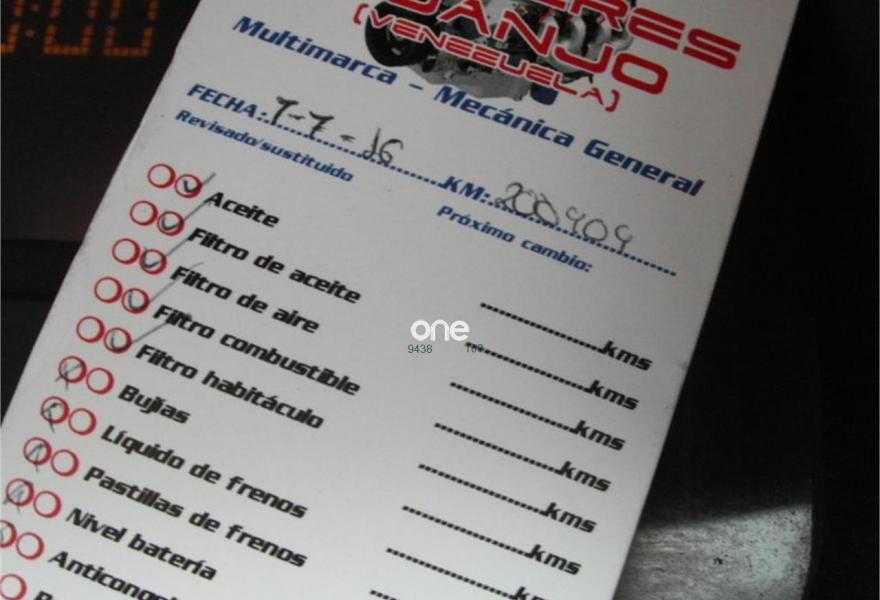 JANJO
(VENEZUELA)
Multimarca - Mecánica General
FECHA: 7-7-16 KM: 200909
Revisado/sustituido Próximo cambio:
Aceite kms
Filtro de aceite kms
Filtro de aire kms
Filtro combustible kms
Filtro habitáculo kms
Bujías kms
Líquido de frenos
Pastillas de frenos
Nivel batería
one
9438